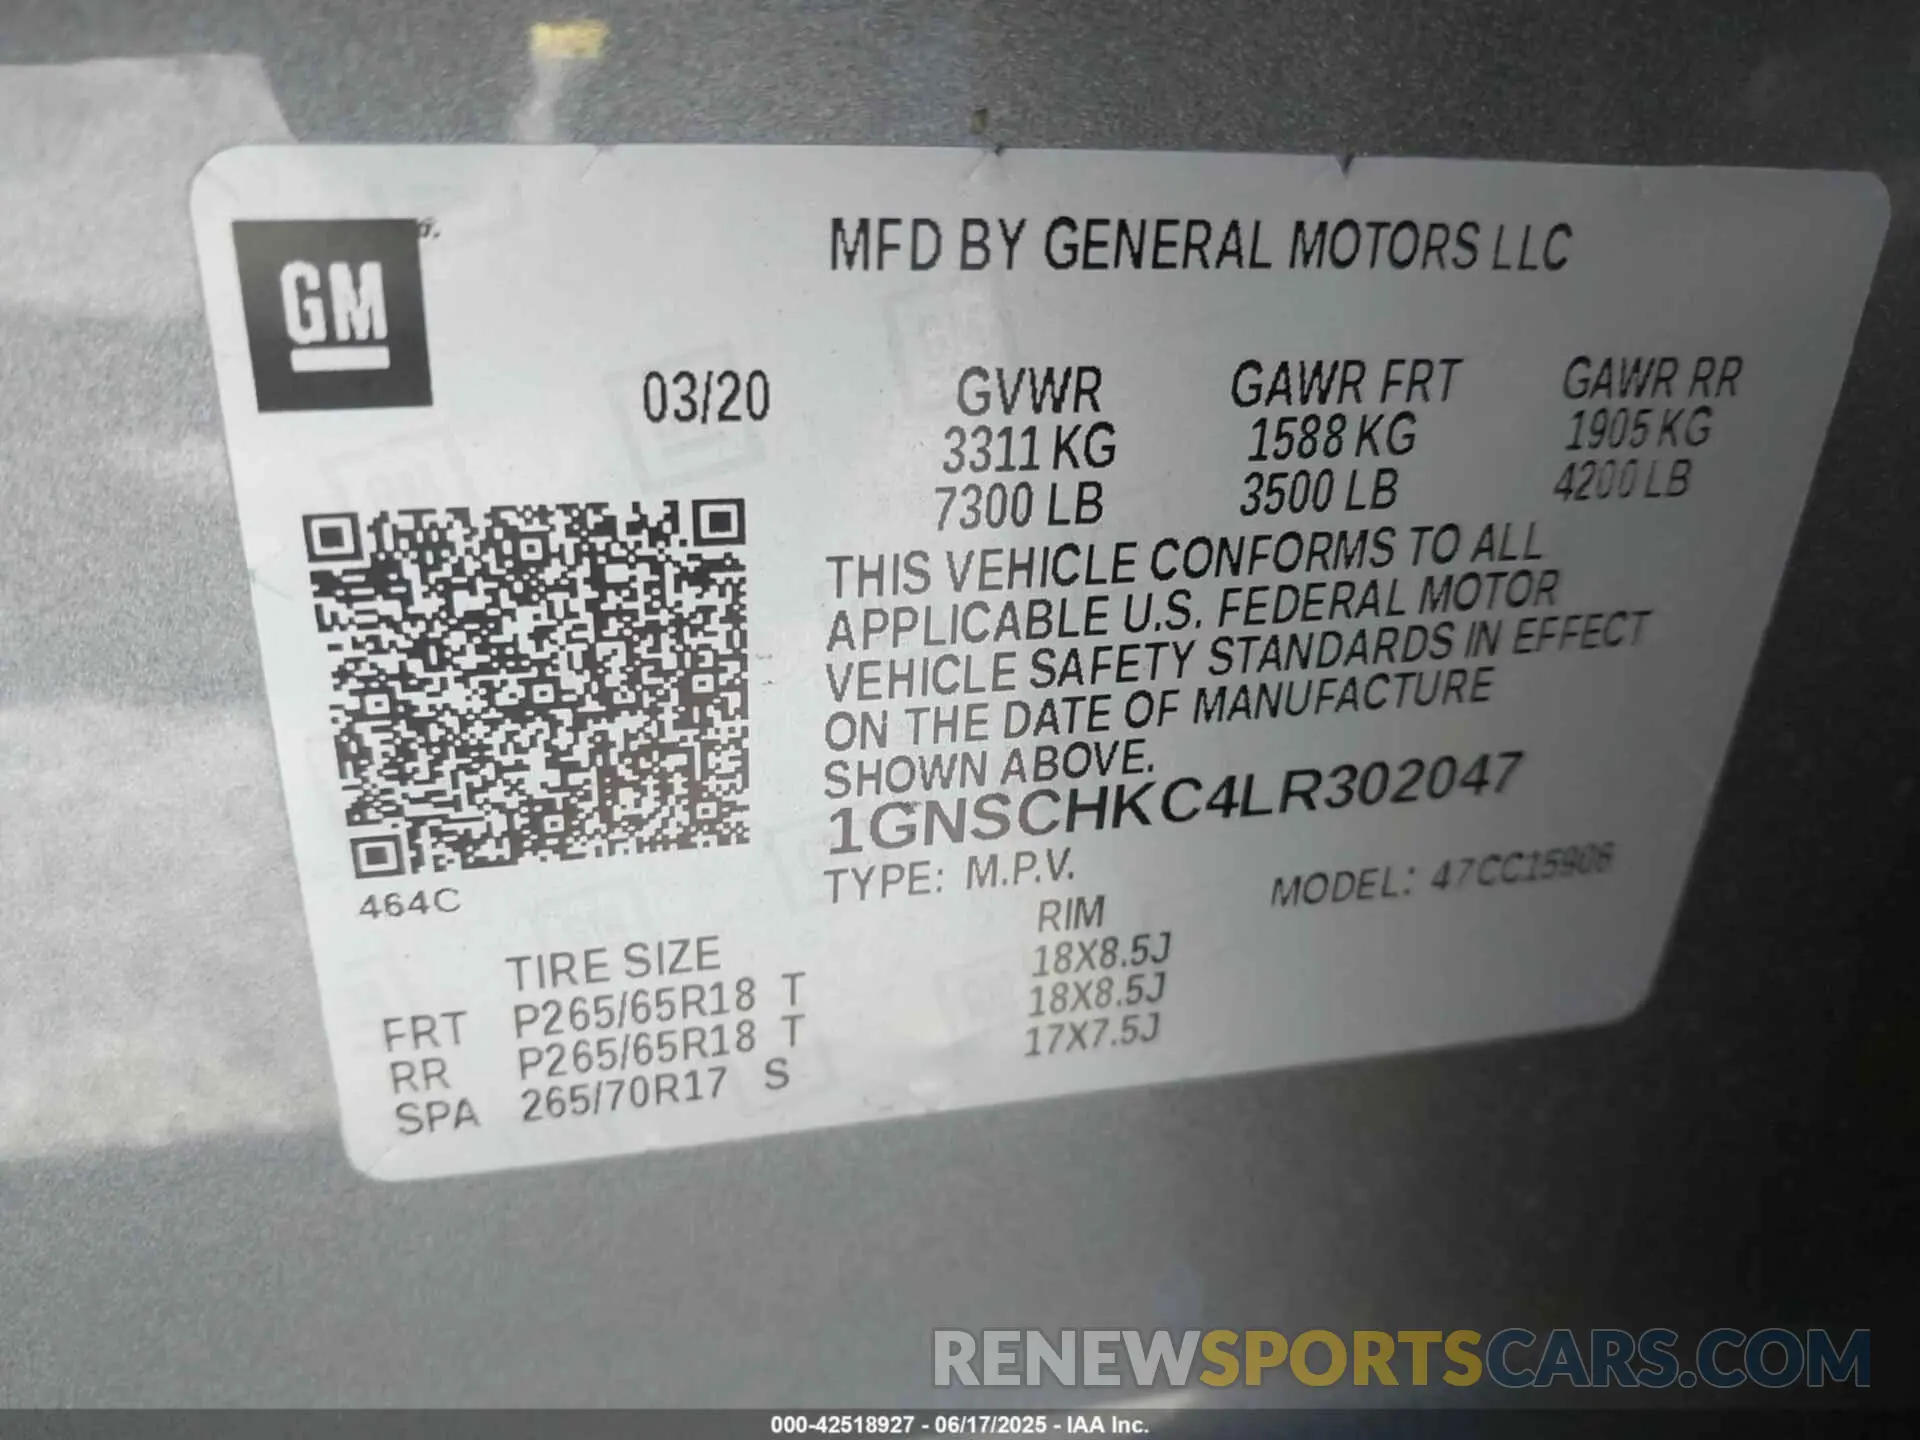 GM
MFD BY GENERAL MOTORS LLC
03/20
GVWR GAWR FRT GAWR RR
3311 KG 1588 KG 1905 KG
7300 LB 3500 LB 4200 LB
THIS VEHICLE CONFORMS TO ALL
APPLICABLE U.S. FEDERAL MOTOR
VEHICLE SAFETY STANDARDS IN EFFECT
ON THE DATE OF MANUFACTURE
SHOWN ABOVE.
1GNSCHKC4LR302047
TYPE: M.P.V. MODEL: 47CC15906
464C
TIRE SIZE RIM
FRT P265/65R18 T 18X8.5J
RR P265/65R18 T 18X8.5J
SPA 265/70R17 S 17X7.5J
RENEWSPORTSCARS.COM
000-42518927 - 06/17/2025 - IAA Inc.